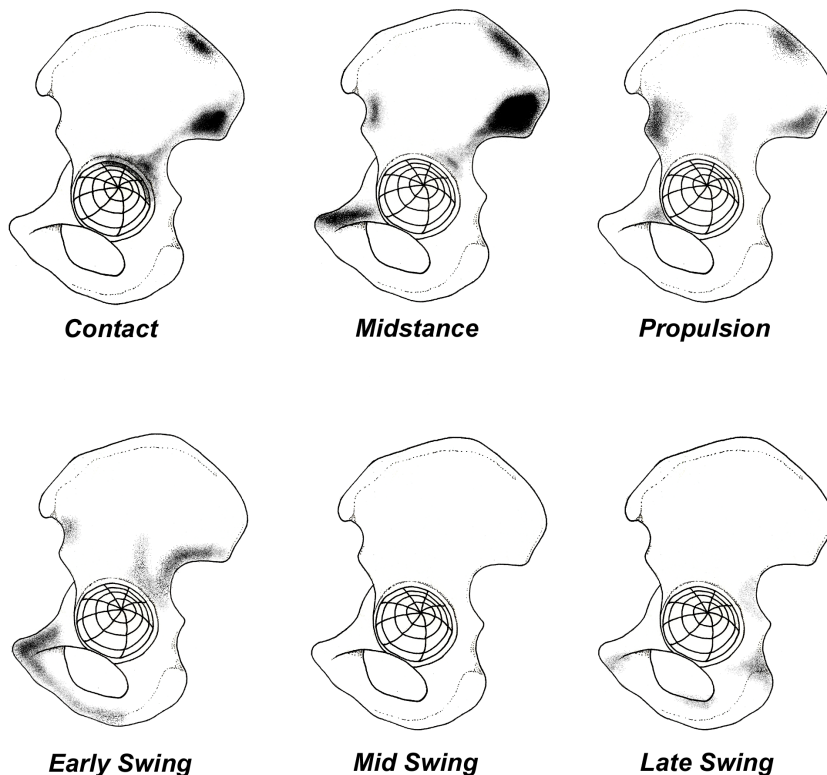 Contact
Midstance
Propulsion
Early Swing
Mid Swing
Late Swing